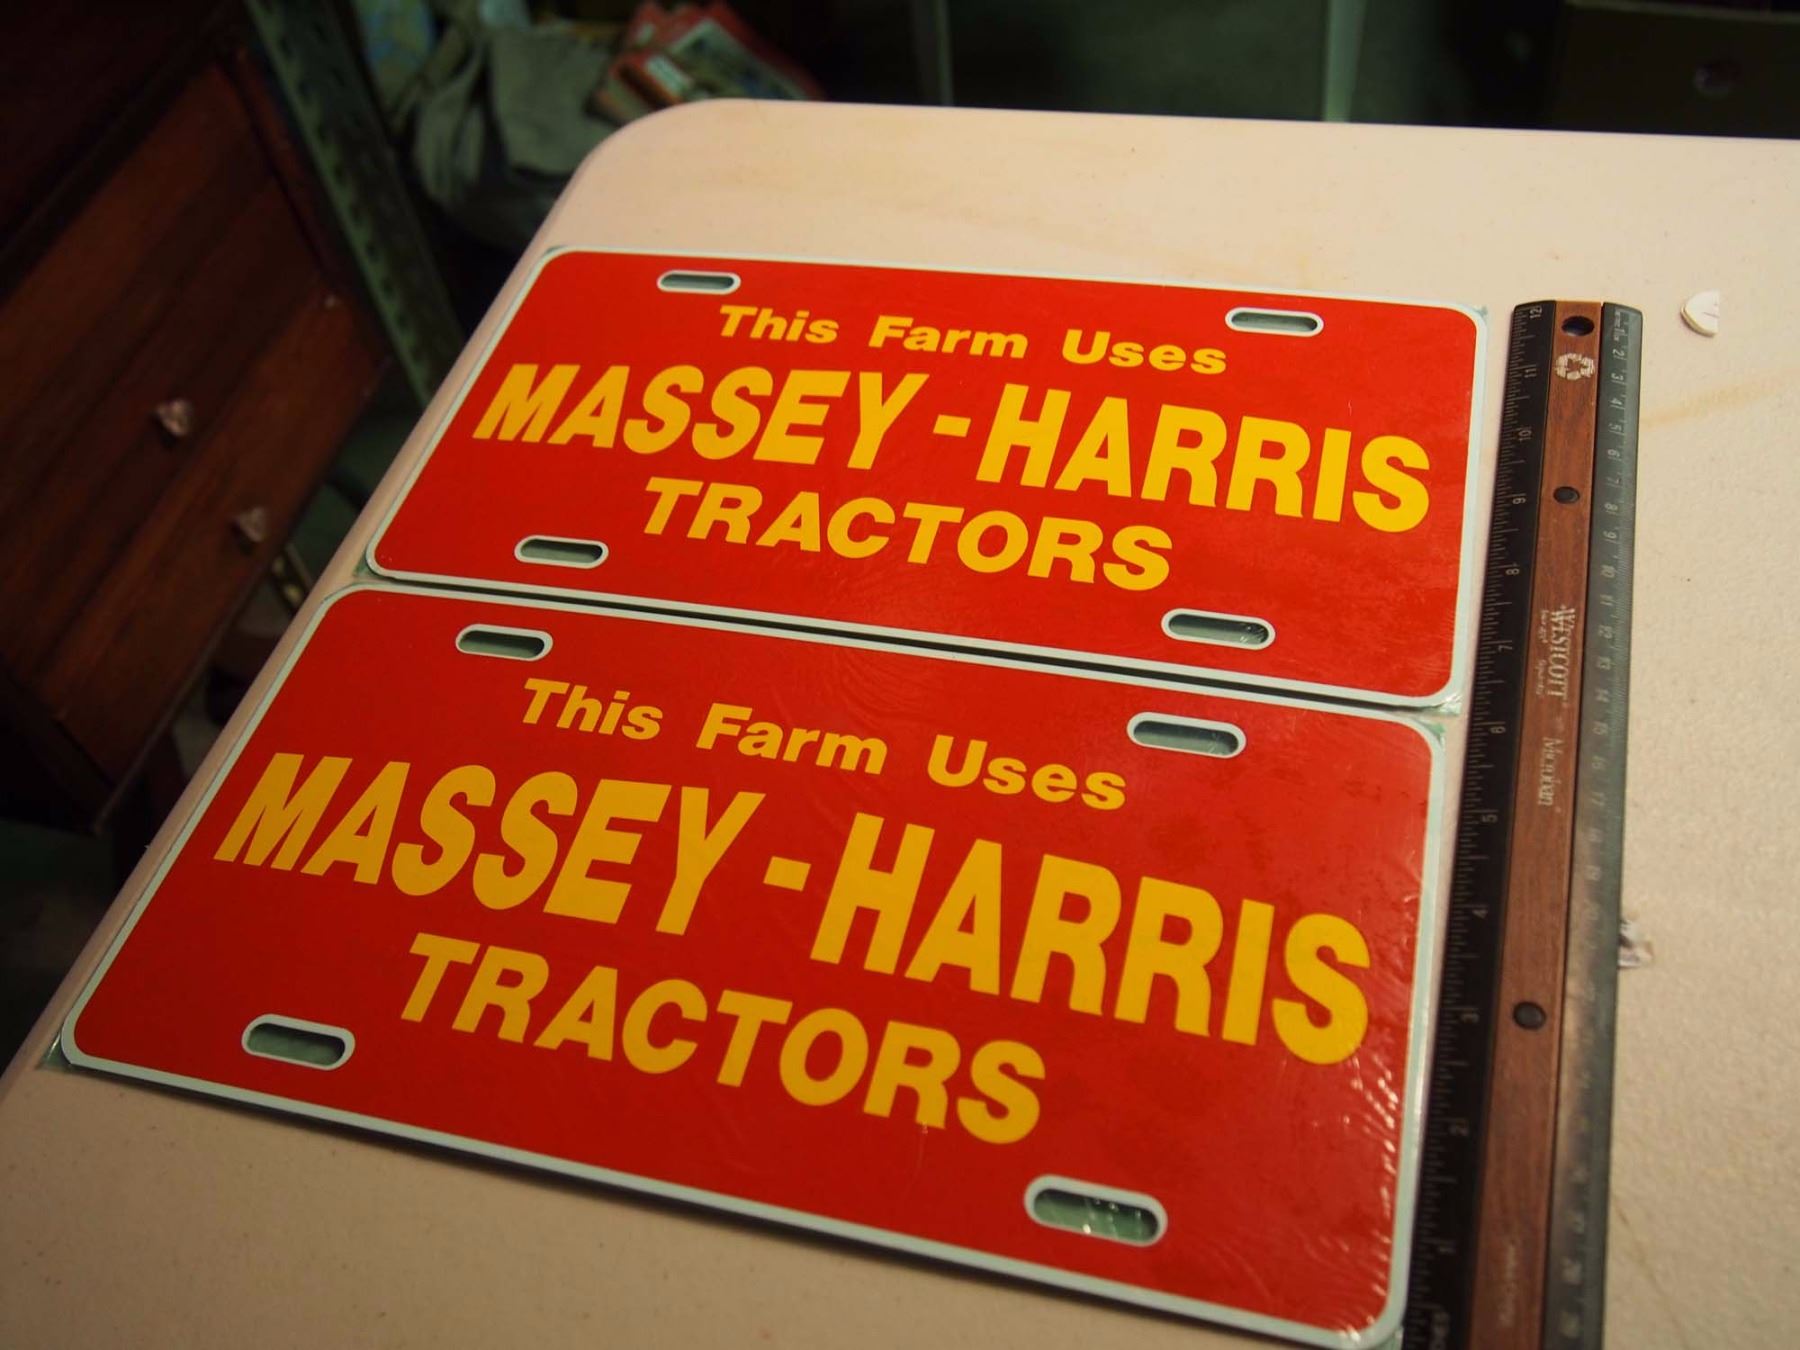 This Farm Uses
MASSEY-HARRIS
TRACTORS
This Farm Uses
MASSEY-HARRIS
TRACTORS
WESTCOTT